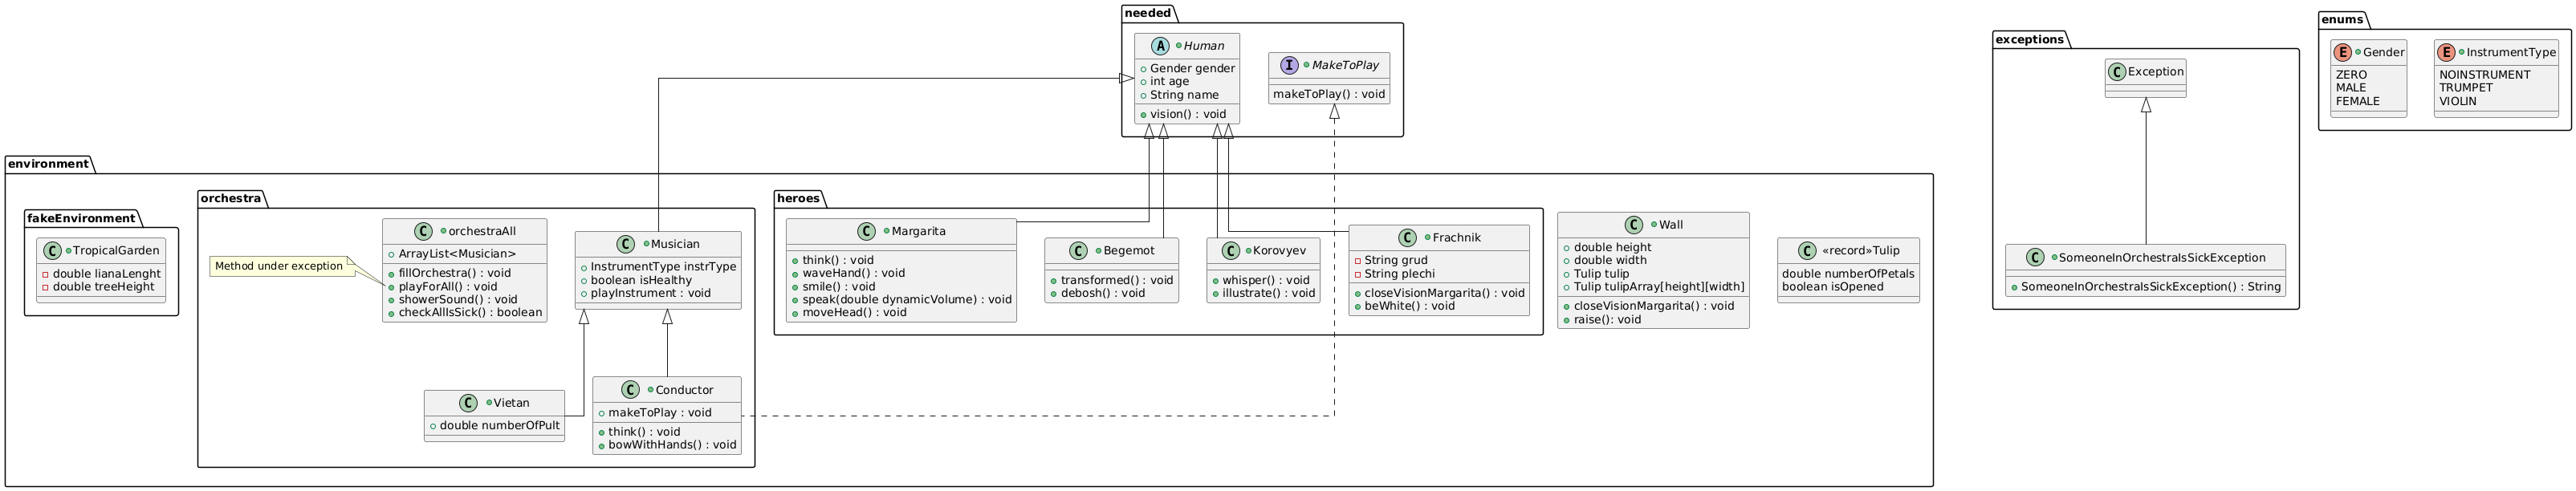 needed
A Human
Gender gender
int age
String name
vision() : void
I MakeToPlay
makeToPlay() : void
exceptions
C Exception
C SomeoneInOrchestraIsSickException
SomeoneInOrchestraIsSickException() : String
enums
E Gender
ZERO
MALE
FEMALE
E InstrumentType
NOINSTRUMENT
TRUMPET
VIOLIN
environment
fakeEnvironment
C TropicalGarden
double lianaLenght
double treeHeight
orchestra
Method under exception
C orchestraAll
ArrayList<Musician>
fillOrchestra() : void
playForAll() : void
showerSound() : void
checkAllIsSick() : boolean
C Musician
InstrumentType instrType
boolean isHealthy
playInstrument : void
C Vietan
double numberOfPult
C Conductor
makeToPlay : void
think() : void
bowWithHands() : void
heroes
C Margarita
think() : void
waveHand() : void
smile() : void
speak(double dynamicVolume) : void
moveHead() : void
C Begemot
transformed() : void
debosh() : void
C Korovyev
whisper() : void
illustrate() : void
C Frachnik
String grud
String plechi
closeVisionMargarita() : void
beWhite() : void
C Wall
double height
double width
Tulip tulip
Tulip tulipArray[height][width]
closeVisionMargarita() : void
raise(): void
C «record»Tulip
double numberOfPetals
boolean isOpened